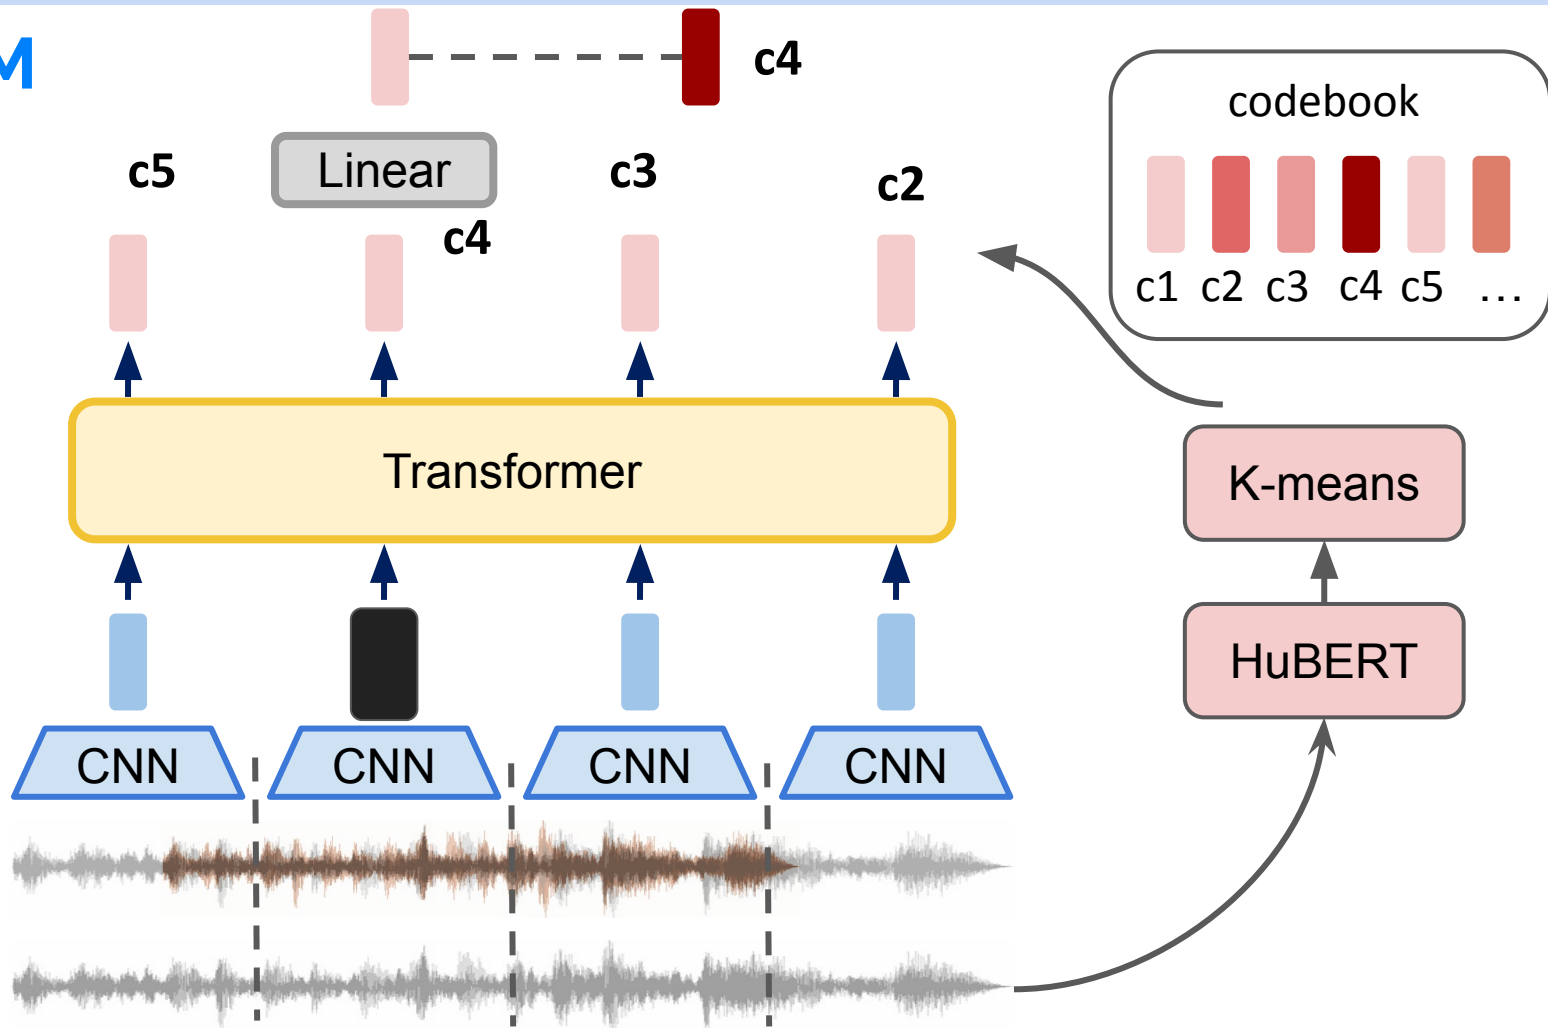 M
c4
codebook
c5
Linear
c3
c2
c4
c1 c2 c3 c4 c5 ...
Transformer
K-means
HuBERT
CNN CNN CNN CNN